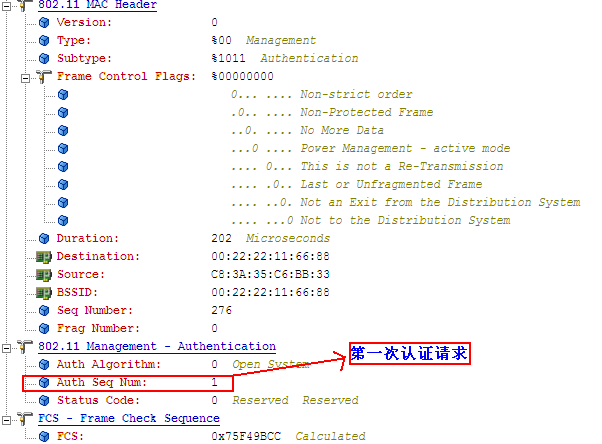 802.11 MAC Header
Version: 0
Type: %00 Management
Subtype: %1011 Authentication
Frame Control Flags: %00000000
0... .... Non-strict order
.0.. .... Non-Protected Frame
..0. .... No More Data
...0 .... Power Management - active mode
.... 0... This is not a Re-Transmission
.... .0.. Last or Unfragmented Frame
.... ..0. Not an Exit from the Distribution System
.... ...0 Not to the Distribution System
Duration: 202 Microseconds
Destination: 00:22:22:11:66:88
Source: C8:3A:35:C6:BB:33
BSSID: 00:22:22:11:66:88
Seq Number: 276
Frag Number: 0
802.11 Management - Authentication
第一次认证请求
Auth Algorithm: 0 Open System
Auth Seq Num: 1
Status Code: 0 Reserved Reserved
FCS - Frame Check Sequence
FCS: 0x75F49BCC Calculated